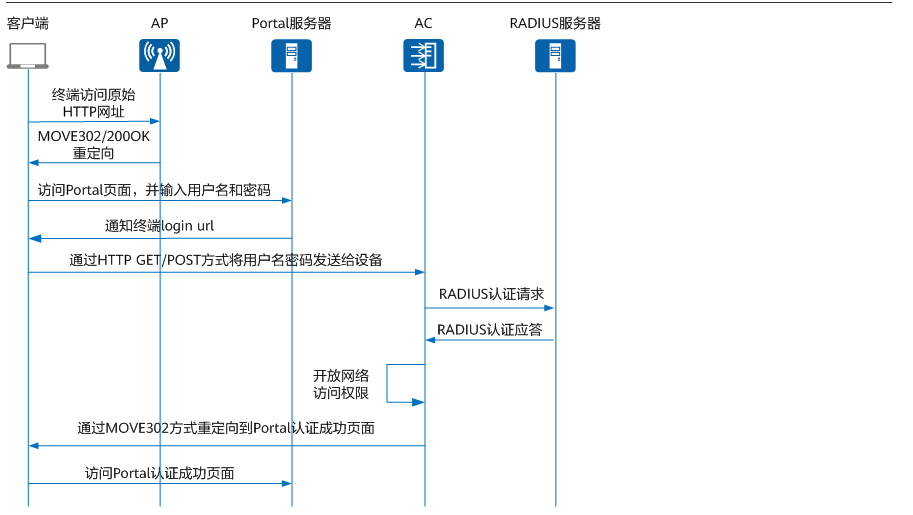 客户端
AP
Portal服务器
AC
RADIUS服务器
终端访问原始
HTTP网址
MOVE302/200OK
重定向
访问Portal页面，并输入用户名和密码
通知终端login url
通过HTTP GET/POST方式将用户名密码发送给设备
RADIUS认证请求
RADIUS认证应答
开放网络
访问权限
通过MOVE302方式重定向到Portal认证成功页面
访问Portal认证成功页面